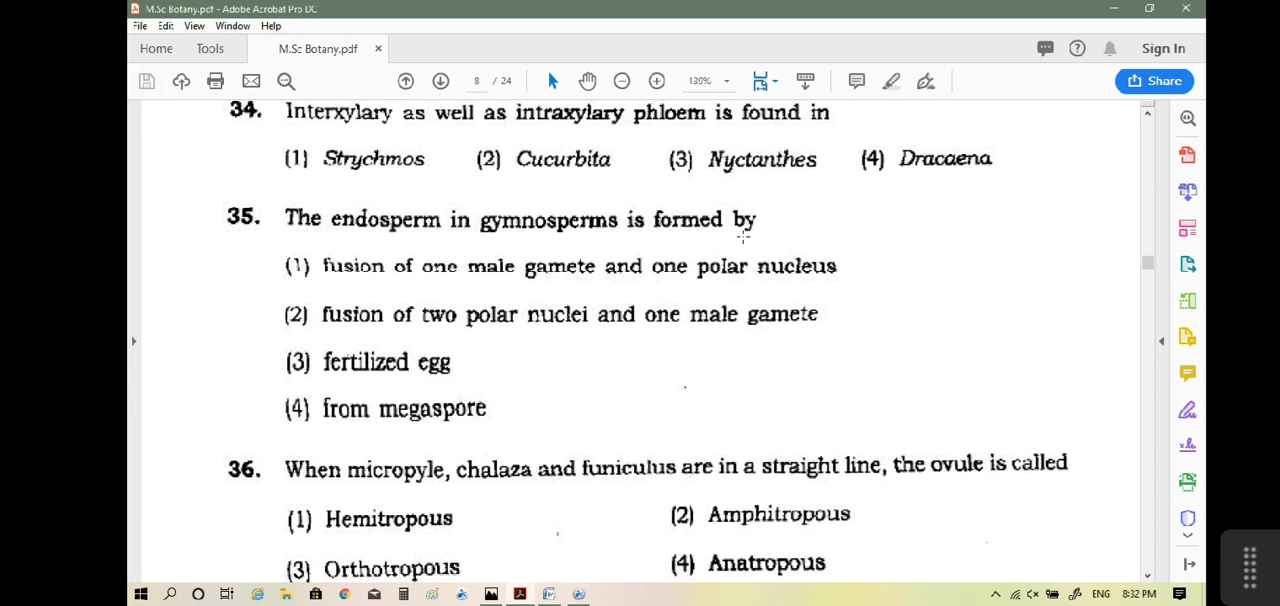 M.Sc Botany.pdf - Adobe Acrobat Pro DC
File Edit View Window Help
Home Tools M.Sc Botany.pdf × Sign In
8 / 24 139% Share
34. Interxylary as well as intraxylary phloem is found in
(1) Strychmos (2) Cucurbita (3) Nyctanthes (4) Dracaena
35. The endosperm in gymnosperms is formed by
(1) fusion of one male gamete and one polar nucleus
(2) fusion of two polar nuclei and one male gamete
(3) fertilized egg
(4) from megaspore
36. When micropyle, chalaza and funiculus are in a straight line, the ovule is called
(1) Hemitropous (2) Amphitropous
(3) Orthotropous (4) Anatropous
ENG 8:32 PM